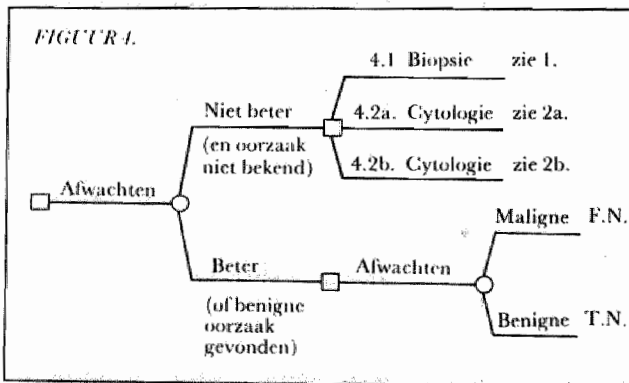 FIGUUR 4.
4.1 Biopsie zie 1.
Niet beter
4.2a. Cytologie zie 2a.
(en oorzaak
niet bekend)
4.2b. Cytologie zie 2b.
Afwachten
Maligne F.N.
Beter
Afwachten
(of benigne
oorzaak
gevonden)
Benigne T.N.